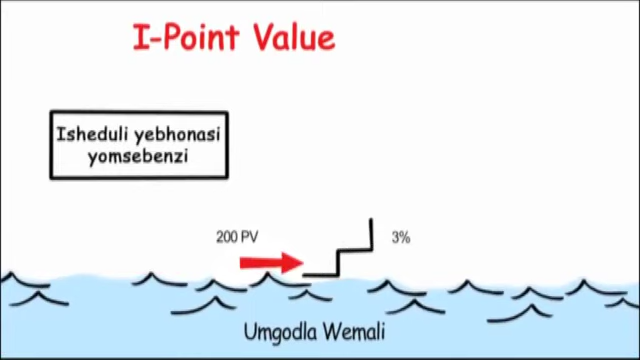 I-Point Value
Isheduli yebhonasi
yomsebenzi
200 PV
3%
Umgodla Wemali